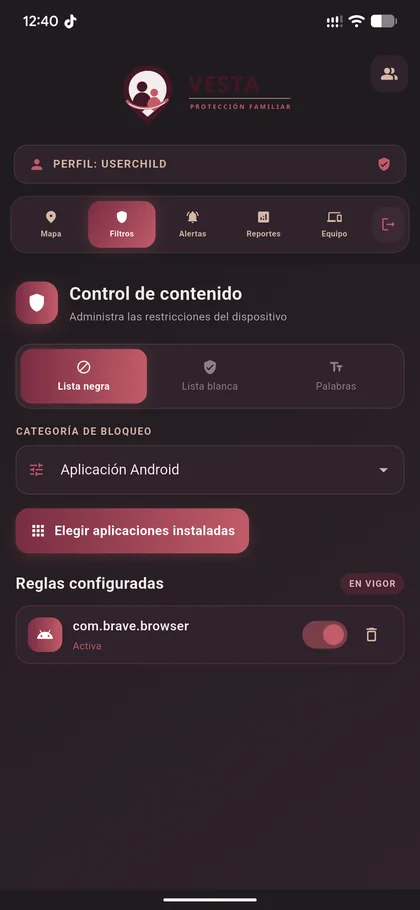 12:40
VESTA
PROTECCIÓN FAMILIAR
PERFIL: USERCHILD
Mapa
Filtros
Alertas
Reportes
Equipo
Control de contenido
Administra las restricciones del dispositivo
Lista negra
Lista blanca
Palabras
CATEGORÍA DE BLOQUEO
Aplicación Android
Elegir aplicaciones instaladas
Reglas configuradas
EN VIGOR
com.brave.browser
Activa